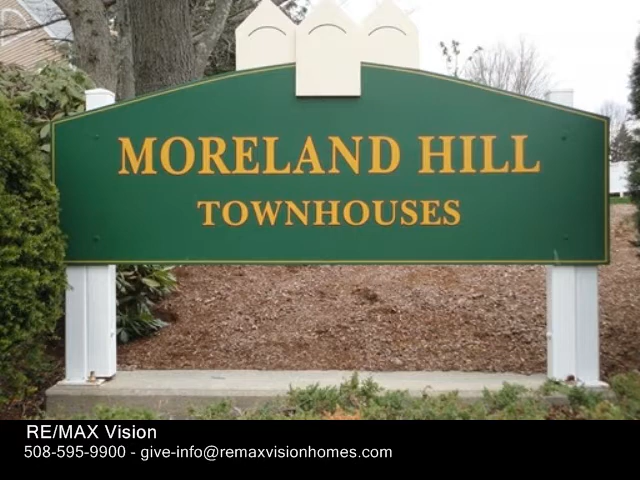 MORELAND HILL
TOWNHOUSES
RE/MAX Vision
508-595-9900 - give-info@remaxvisionhomes.com